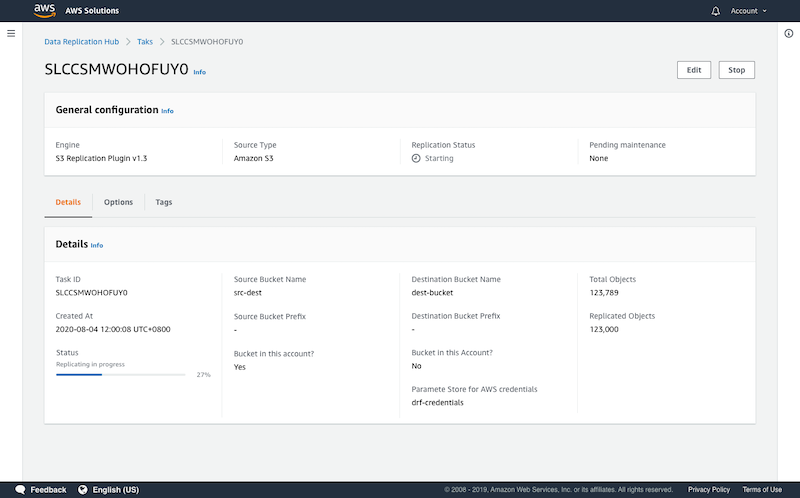 aws AWS Solutions Account
Data Replication Hub > Taks > SLCCSMWOHOFUY0
SLCCSMWOHOFUY0 Info Edit Stop
General configuration Info
Engine Source Type Replication Status Pending maintenance
S3 Replication Plugin v1.3 Amazon S3 Starting None
Details Options Tags
Details Info
Task ID
SLCCSMWOHOFUY0
Created At
2020-08-04 12:00:08 UTC+0800
Status
Replicating in progress
27%
Source Bucket Name
src-dest
Source Bucket Prefix
-
Bucket in this account?
Yes
Destination Bucket Name
dest-bucket
Destination Bucket Prefix
-
Bucket in this Account?
No
Paramete Store for AWS credentials
drf-credentials
Total Objects
123,789
Replicated Objects
123,000
Feedback English (US) © 2008 - 2019, Amazon Web Services, Inc. or its affiliates. All rights reserved. Privacy Policy Terms of Use